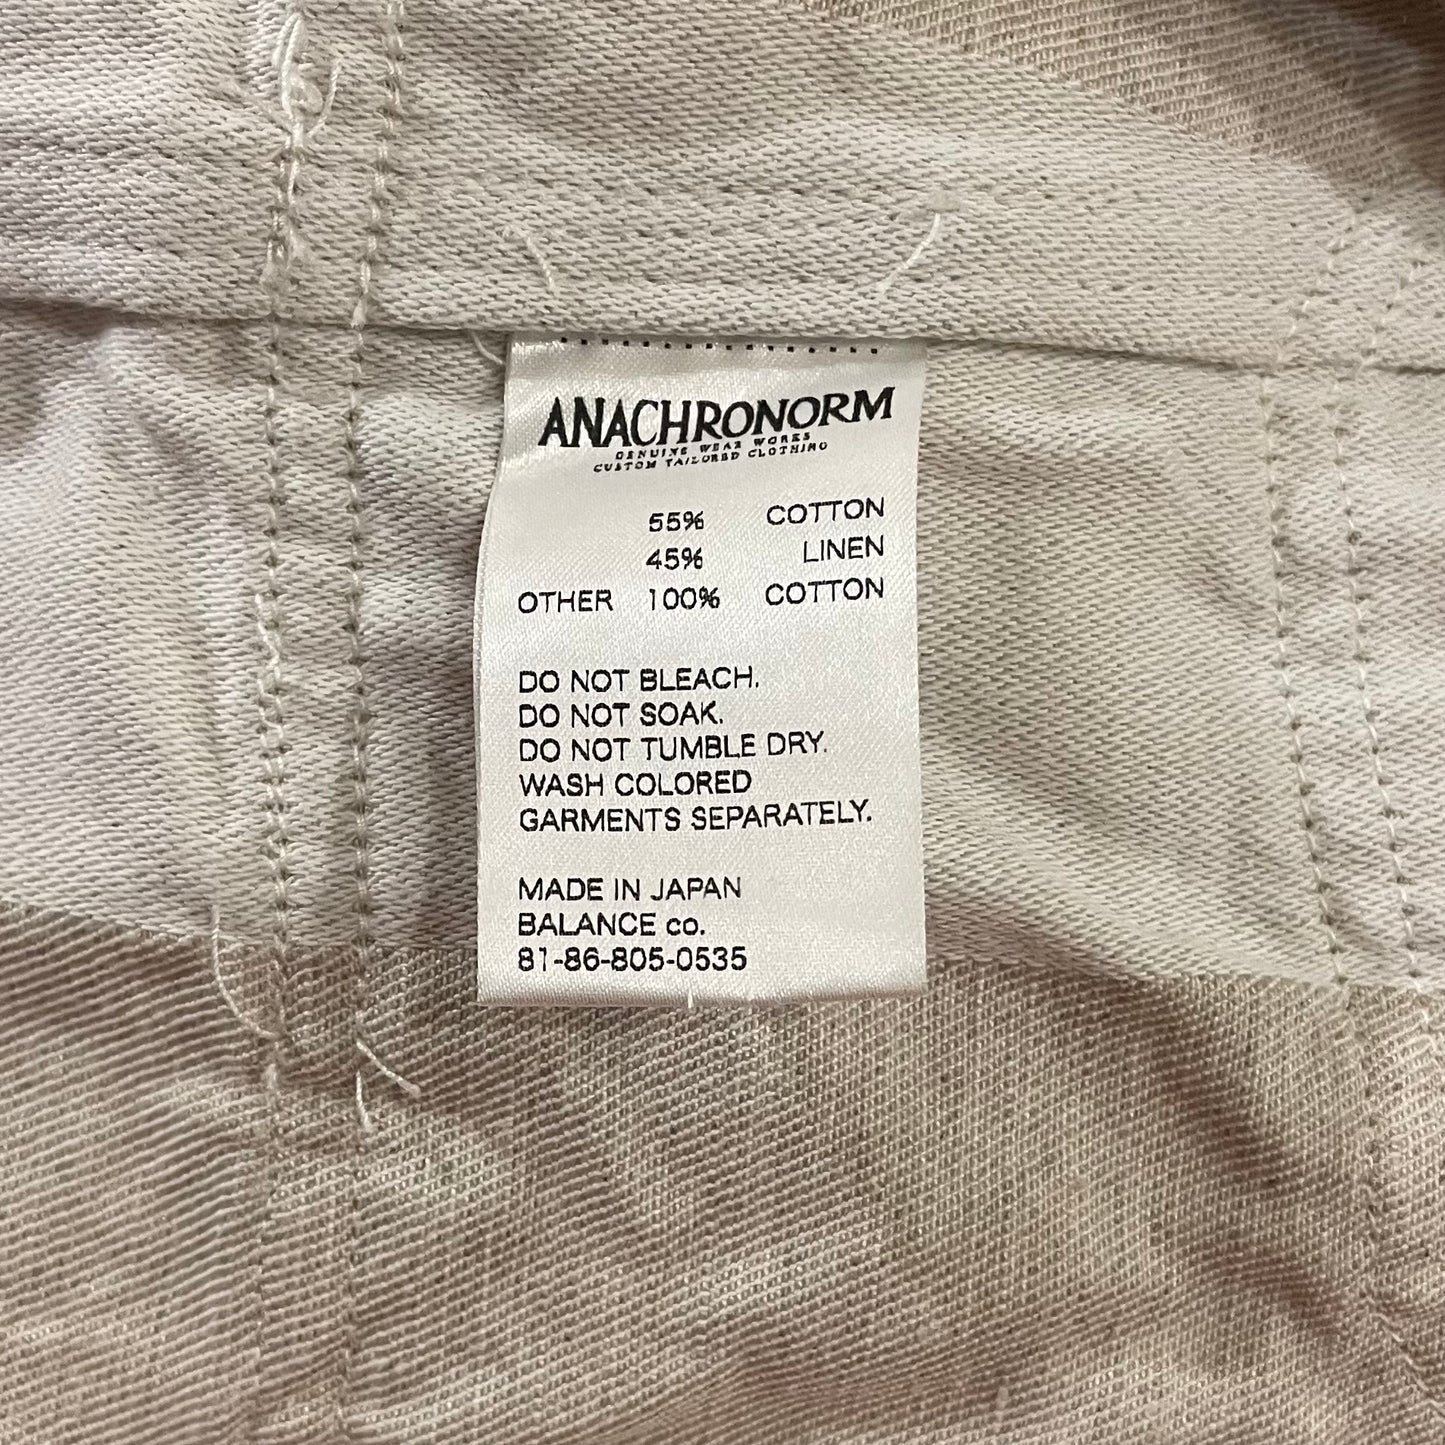 ANACHRONORM
GENUINE WEAR WORKS
CUSTOM TAILORED CLOTHING
55% COTTON
45% LINEN
OTHER 100% COTTON
DO NOT BLEACH.
DO NOT SOAK.
DO NOT TUMBLE DRY.
WASH COLORED
GARMENTS SEPARATELY.
MADE IN JAPAN
BALANCE co.
81-86-805-0535